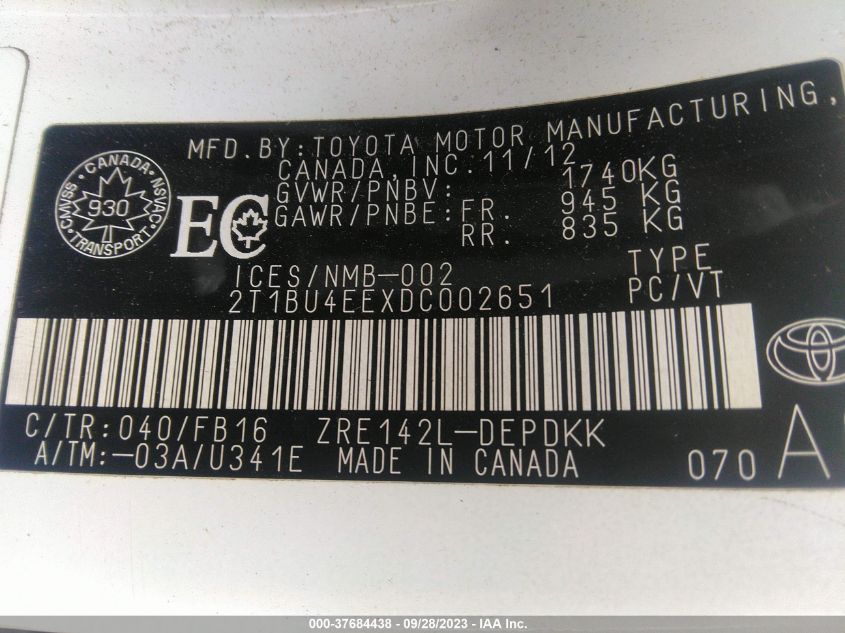 MFD.BY:TOYOTA MOTOR MANUFACTURING,
CANADA,INC.11/12
GVWR/PNBV: 1740KG
GAWR/PNBE:FR. 945 KG
RR. 835 KG
CANADA
CMVSS 930 NSVAC
TRANSPORT
EC
ICES/NMB-002 TYPE
2T1BU4EEXDC002651 PC/VT
C/TR:040/FB16 ZRE142L-DEPDKK
A/TM:-03A/U341E MADE IN CANADA 070 A
000-37684438 - 09/28/2023 - IAA Inc.